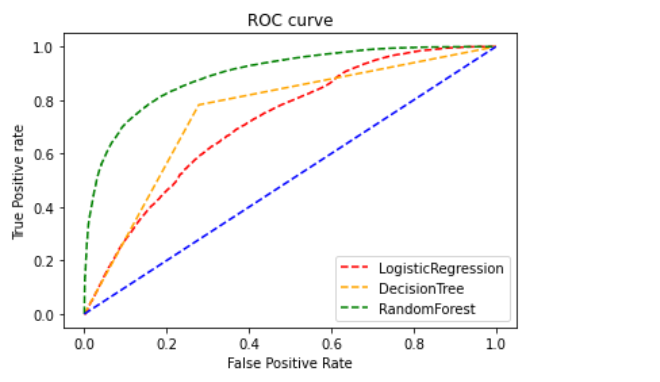 ROC curve
True Positive rate
1.0
0.8
0.6
0.4
0.2
0.0
LogisticRegression
DecisionTree
RandomForest
0.0 0.2 0.4 0.6 0.8 1.0
False Positive Rate